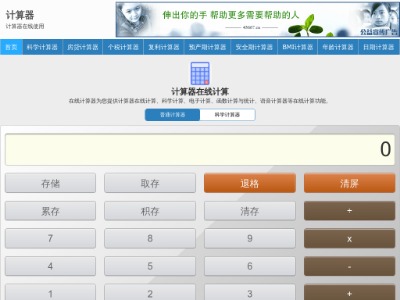 计算器
计算器在线使用
伸出你的手 帮助更多需要帮助的人
公益宣传广告
首页 科学计算器 房贷计算器 个税计算器 复利计算器 预产期计算器 安全期计算器 BMI计算器 年龄计算器 日期计算器
计算器在线计算
在线计算器为您提供计算器在线计算、科学计算、电子计算、函数计算与统计、语音计算器等在线计算功能。
普通计算器 科学计算器
0
存储 取存 退格 清屏
累存 积存 清存 ÷
7 8 9 x
4 5 6 -
1 2 3 +